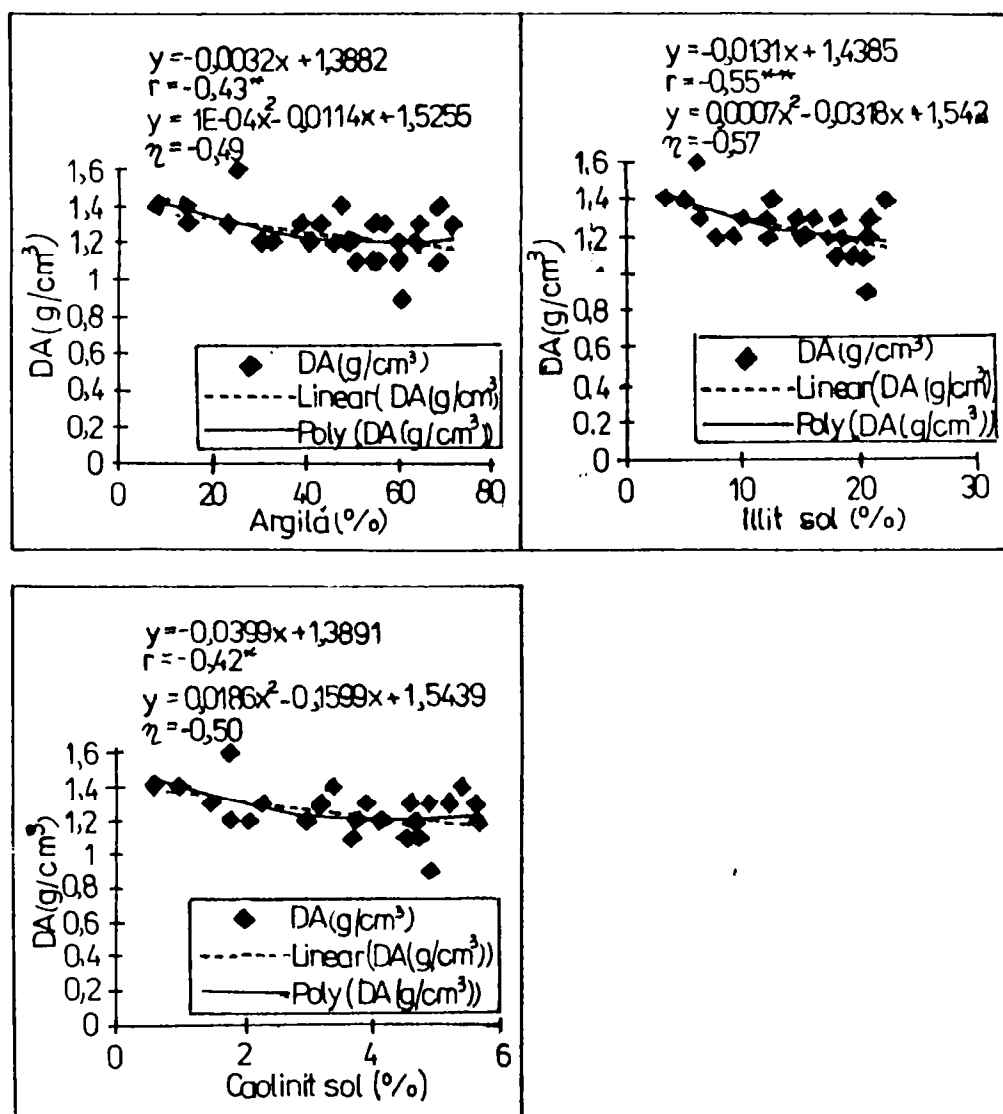 y=-0,0032x+1,3882
r=-0,43*
y = 1E-04x²-0,0114x+1,5255
η=-0,49
1,6
1,4
1,2
1
0,8
0,6
0,4
0,2
0
DA(g/cm³)
DA(g/cm³)
Linear( DA(g/cm³)
Poly (DA(g/cm³))
0 20 40 60 80
Argilá (%)
y=-0,0131x+1,4385
r=-0,55**
y=0,0007x²-0,0318x+1,542
η=-0,57
1,6
1,4
1,2
1
0,8
0,6
0,4
0,2
0
DA(g/cm³)
DA(g/cm³)
Linear(DA(g/cm³)
Poly (DA(g/cm³))
0 10 20 30
Illit sol (%)
y=-0,0399x+1,3891
r=-0,42*
y=0,0186x²-0,1599x+1,5439
η=-0,50
1,6
1,4
1,2
1
0,8
0,6
0,4
0,2
0
DA(g/cm³)
DA(g/cm³)
Linear(DA(g/cm³))
Poly (DA(g/cm³))
0 2 4 6
Caolinit sol (%)